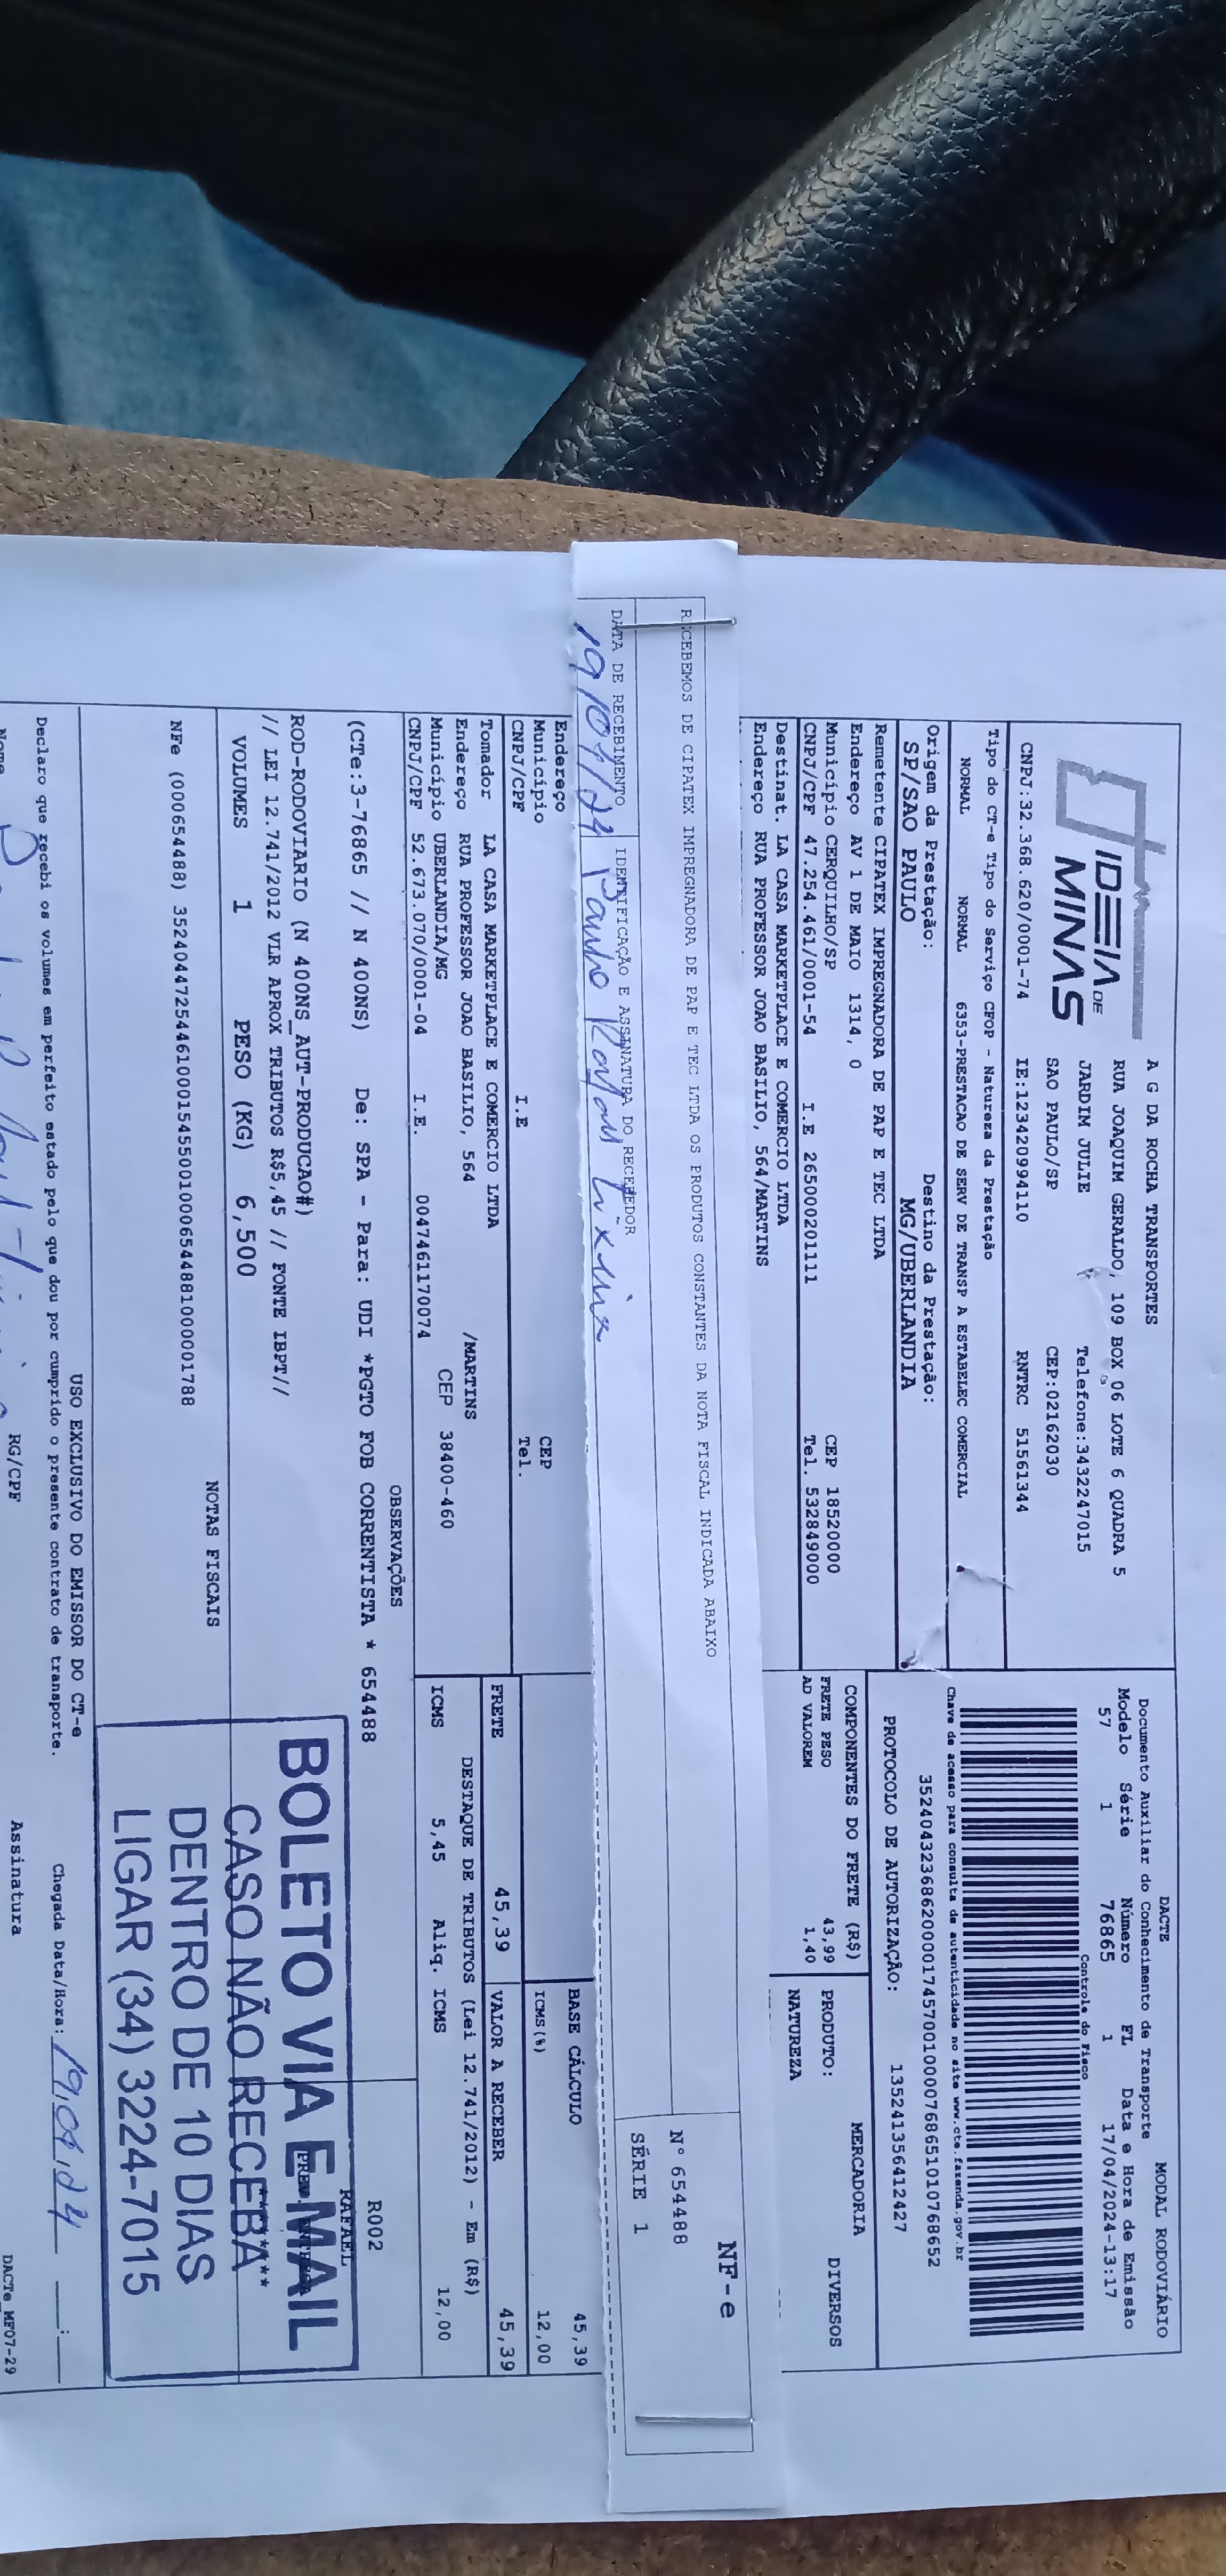 IDEIA DE
MINAS
CNPJ:32.368.620/0001-74
A G DA ROCHA TRANSPORTES
RUA JOAQUIM GERALDO, 109 BOX 06 LOTE 6 QUADRA 5
JARDIM JULIE Telefone:3432247015
SAO PAULO/SP CEP:02162030
IE:123420994110 RNTRC 51561344
DACTE MODAL RODOVIÁRIO
Documento Auxiliar do Conhecimento de Transporte
Modelo Série Número FL Data e Hora de Emissão
57 1 76865 1 17/04/2024-13:17
Controle do Fisco
Chave de acesso para consulta de autenticidade no site www.cte.fazenda.gov.br
35240432368620000174570010000768651010768652
PROTOCOLO DE AUTORIZAÇÃO: 135241356412427
Tipo do CT-e Tipo do Serviço CFOP - Natureza da Prestação
NORMAL NORMAL 6353-PRESTACAO DE SERV DE TRANSP A ESTABELEC COMERCIAL
Origem da Prestação: Destino da Prestação:
SP/SAO PAULO MG/UBERLANDIA
Remetente CIPATEX IMPREGNADORA DE PAP E TEC LTDA
Endereço AV 1 DE MAIO 1314, 0
Município CERQUILHO/SP CEP 18520000
CNPJ/CPF 47.254.461/0001-54 I.E 265000201111 Tel. 532849000
Destinat. LA CASA MARKETPLACE E COMERCIO LTDA
Endereço RUA PROFESSOR JOAO BASILIO, 564/MARTINS
COMPONENTES DO FRETE (R$)
FRETE PESO 43,99
AD VALOREM 1,40
MERCADORIA
PRODUTO: DIVERSOS
NATUREZA
NF-e
Nº 654488
SÉRIE 1
RECEBEMOS DE CIPATEX IMPREGNADORA DE PAP E TEC LTDA OS PRODUTOS CONSTANTES DA NOTA FISCAL INDICADA ABAIXO
DATA DE RECEBIMENTO IDENTIFICAÇÃO E ASSINATURA DO RECEBEDOR
19/04/24 Paulo Rafael
Endereço
Município CEP
CNPJ/CPF I.E Tel.
BASE CÁLCULO 45,39
ICMS(%) 12,00
Tomador LA CASA MARKETPLACE E COMERCIO LTDA
Endereço RUA PROFESSOR JOAO BASILIO, 564 /MARTINS
Município UBERLANDIA/MG CEP 38400-460
CNPJ/CPF 52.673.070/0001-04 I.E. 0047461170074
FRETE 45,39 VALOR A RECEBER 45,39
DESTAQUE DE TRIBUTOS (Lei 12.741/2012) - Em (R$)
ICMS 5,45 Aliq. ICMS 12,00
OBSERVAÇÕES
(CTe:3-76865 // N 400NS) De: SPA - Para: UDI *PGTO FOB CORRENTISTA * 654488
ROD-RODOVIARIO (N 400NS_AUT-PRODUCAO#)
// LEI 12.741/2012 VLR APROX TRIBUTOS R$5,45 // FONTE IBPT//
R002
RAFAEL
VOLUMES 1 PESO (KG) 6,500
NOTAS FISCAIS
NFe (000654488) 35240447254461000154550010006544881000001788
BOLETO VIA E-MAIL
CASO NÃO RECEBA
DENTRO DE 10 DIAS
LIGAR (34) 3224-7015
USO EXCLUSIVO DO EMISSOR DO CT-e
Declaro que recebi os volumes em perfeito estado pelo que dou por cumprido o presente contrato de transporte.
Chegada Data/Hora: 19.04.24
Nome RG/CPF Assinatura
DACTe MF07-29